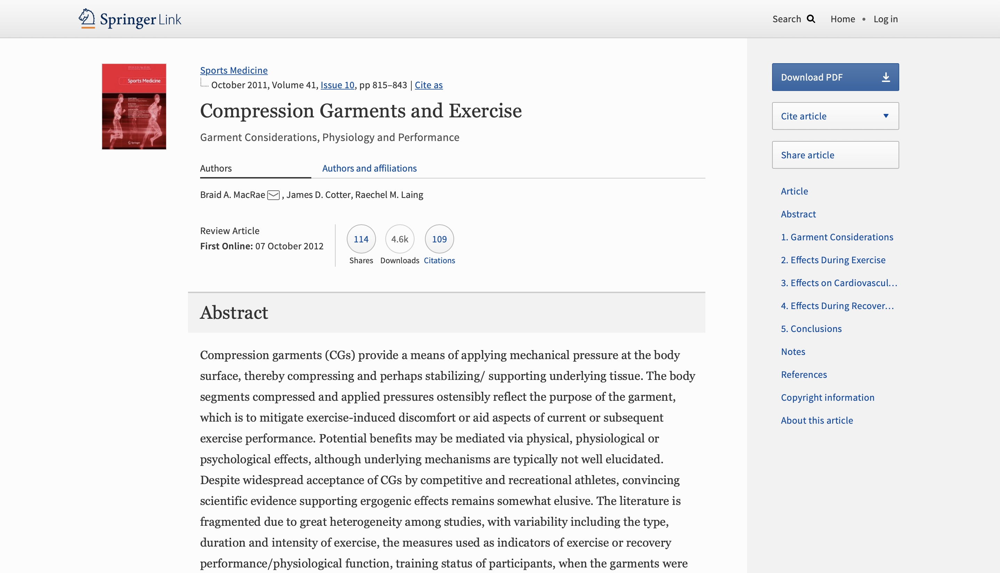 Springer Link
Search
Home • Log in
Sports Medicine
Springer
Sports Medicine
October 2011, Volume 41, Issue 10, pp 815–843 | Cite as
Compression Garments and Exercise
Garment Considerations, Physiology and Performance
Authors
Authors and affiliations
Braid A. MacRae , James D. Cotter, Raechel M. Laing
Review Article
First Online: 07 October 2012
114
4.6k
109
Shares
Downloads
Citations
Abstract
Compression garments (CGs) provide a means of applying mechanical pressure at the body
surface, thereby compressing and perhaps stabilizing/ supporting underlying tissue. The body
segments compressed and applied pressures ostensibly reflect the purpose of the garment,
which is to mitigate exercise-induced discomfort or aid aspects of current or subsequent
exercise performance. Potential benefits may be mediated via physical, physiological or
psychological effects, although underlying mechanisms are typically not well elucidated.
Despite widespread acceptance of CGs by competitive and recreational athletes, convincing
scientific evidence supporting ergogenic effects remains somewhat elusive. The literature is
fragmented due to great heterogeneity among studies, with variability including the type,
duration and intensity of exercise, the measures used as indicators of exercise or recovery
performance/physiological function, training status of participants, when the garments were
Download PDF
Cite article
Share article
Article
Abstract
1. Garment Considerations
2. Effects During Exercise
3. Effects on Cardiovascul...
4. Effects During Recover...
5. Conclusions
Notes
References
Copyright information
About this article